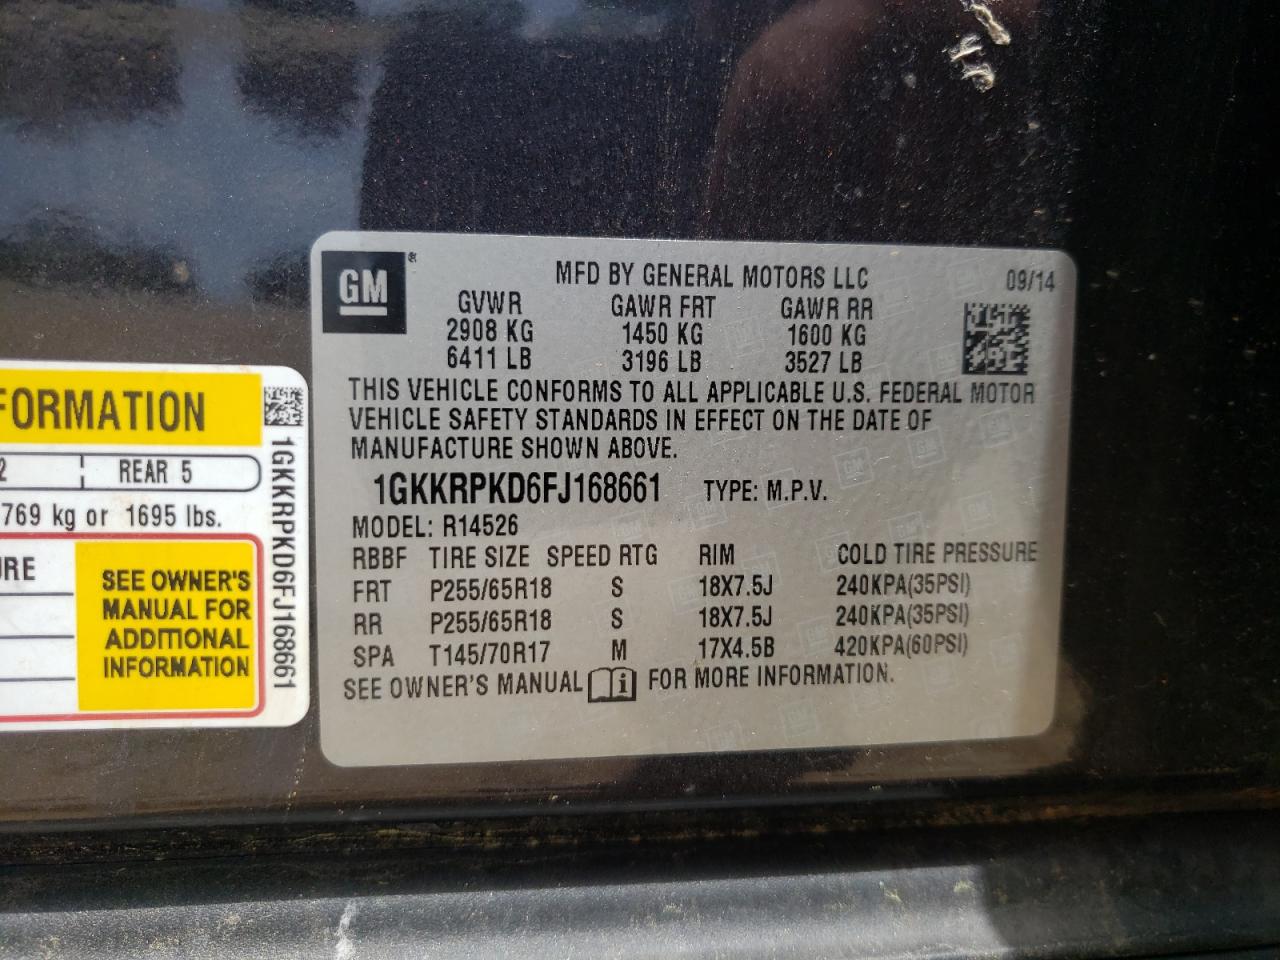 GM ®
MFD BY GENERAL MOTORS LLC
09/14
GVWR GAWR FRT GAWR RR
2908 KG 1450 KG 1600 KG
6411 LB 3196 LB 3527 LB
THIS VEHICLE CONFORMS TO ALL APPLICABLE U.S. FEDERAL MOTOR
VEHICLE SAFETY STANDARDS IN EFFECT ON THE DATE OF
MANUFACTURE SHOWN ABOVE.
1GKKRPKD6FJ168661 TYPE: M.P.V.
MODEL: R14526
RBBF TIRE SIZE SPEED RTG RIM COLD TIRE PRESSURE
FRT P255/65R18 S 18X7.5J 240KPA(35PSI)
RR P255/65R18 S 18X7.5J 240KPA(35PSI)
SPA T145/70R17 M 17X4.5B 420KPA(60PSI)
SEE OWNER'S MANUAL i FOR MORE INFORMATION.
FORMATION
2 REAR 5
769 kg or 1695 lbs.
URE
SEE OWNER'S
MANUAL FOR
ADDITIONAL
INFORMATION
1GKKRPKD6FJ168661